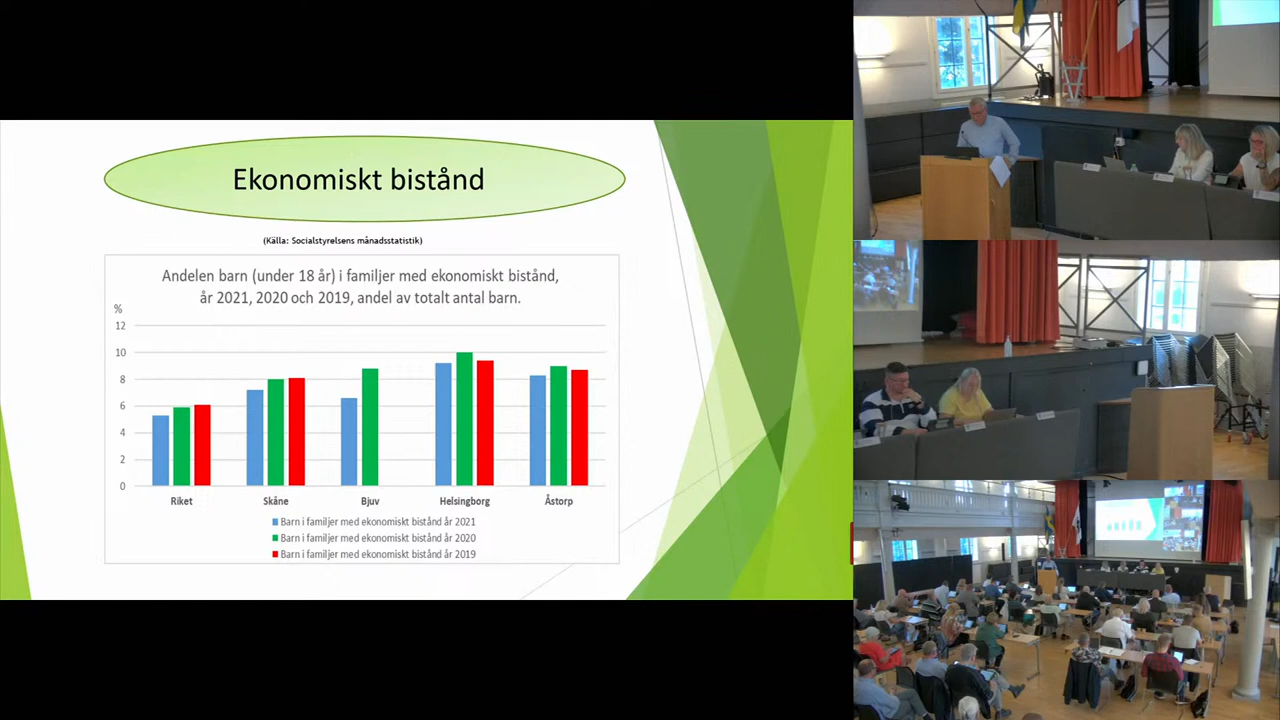 Ekonomiskt bistånd
(Källa: Socialstyrelsens månadsstatistik)
Andelen barn (under 18 år) i familjer med ekonomiskt bistånd,
år 2021, 2020 och 2019, andel av totalt antal barn.
%
12
10
8
6
4
2
0
Riket Skåne Bjuv Helsingborg Åstorp
Barn i familjer med ekonomiskt bistånd år 2021
Barn i familjer med ekonomiskt bistånd år 2020
Barn i familjer med ekonomiskt bistånd år 2019